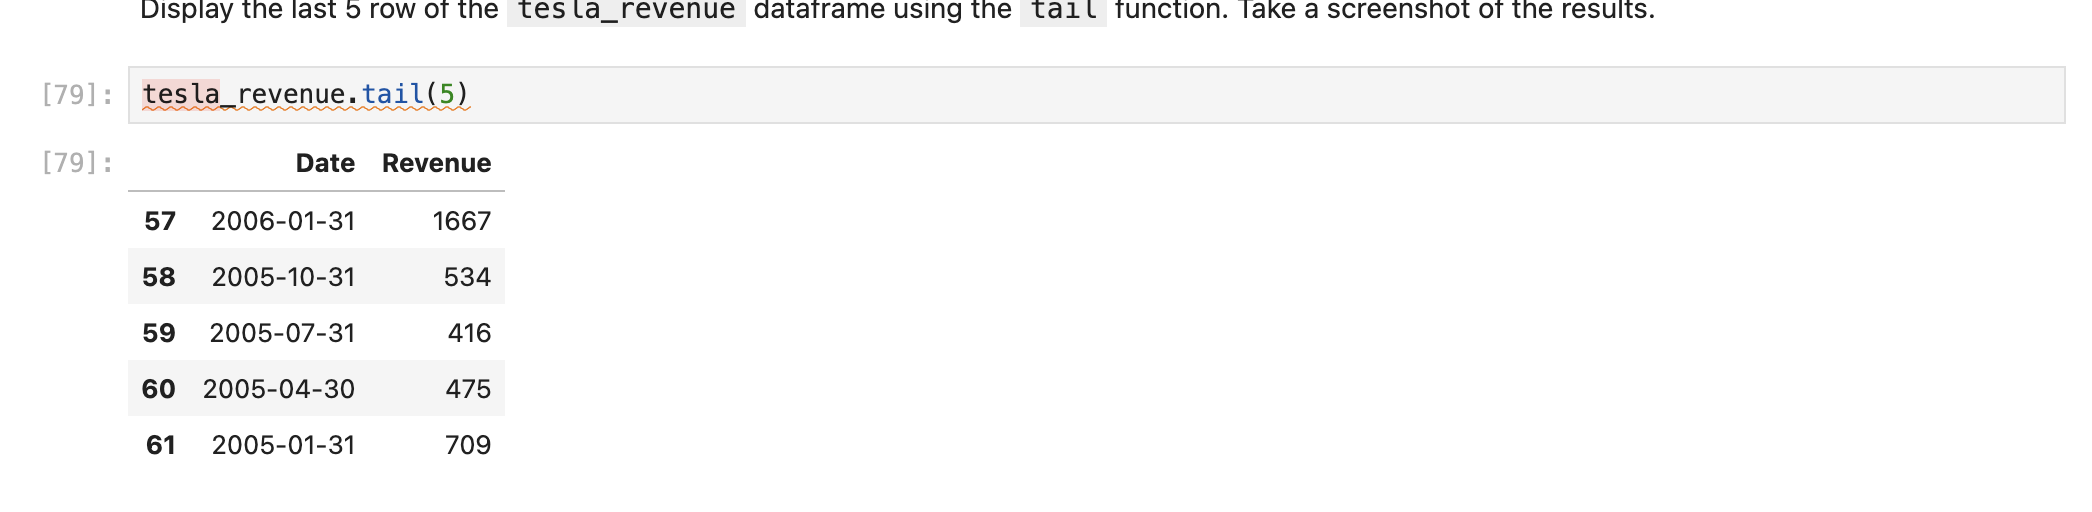 Display the last 5 row of the tesla_revenue dataframe using the tail function. Take a screenshot of the results.
[79]: tesla_revenue.tail(5)
[79]: Date Revenue
57 2006-01-31 1667
58 2005-10-31 534
59 2005-07-31 416
60 2005-04-30 475
61 2005-01-31 709